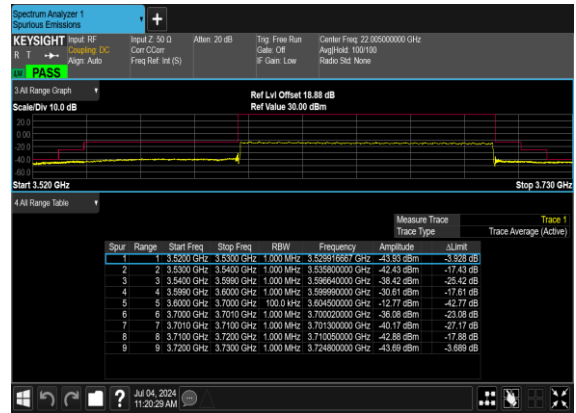 Spectrum Analyzer 1
Spurious Emissions
+
KEYSIGHT Input: RF Input Z: 50 Ω Atten: 20 dB Trig: Free Run Center Freq: 22.005000000 GHz
R T Coupling: DC Corr CCorr Gate: Off Avg|Hold: 100/100
Align: Auto Freq Ref: Int (S) IF Gain: Low Radio Std: None
PASS
3 All Range Graph
Ref Lvl Offset 18.88 dB
Scale/Div 10.0 dB Ref Value 30.00 dBm
20.0
0.00
-20.0
-40.0
-60.0
Start 3.520 GHz Stop 3.730 GHz
4 All Range Table
Measure Trace Trace 1
Trace Type Trace Average (Active)
Spur Range Start Freq Stop Freq RBW Frequency Amplitude ΔLimit
1 1 3.5200 GHz 3.5300 GHz 1.000 MHz 3.529916667 GHz -43.93 dBm -3.928 dB
2 2 3.5300 GHz 3.5400 GHz 1.000 MHz 3.535800000 GHz -42.43 dBm -17.43 dB
3 3 3.5400 GHz 3.5990 GHz 1.000 MHz 3.596640000 GHz -38.42 dBm -25.42 dB
4 4 3.5990 GHz 3.6000 GHz 1.000 MHz 3.599990000 GHz -30.61 dBm -17.61 dB
5 5 3.6000 GHz 3.7000 GHz 100.0 kHz 3.604500000 GHz -12.77 dBm -42.77 dB
6 6 3.7000 GHz 3.7010 GHz 1.000 MHz 3.700020000 GHz -36.08 dBm -23.08 dB
7 7 3.7010 GHz 3.7100 GHz 1.000 MHz 3.701300000 GHz -40.17 dBm -27.17 dB
8 8 3.7100 GHz 3.7200 GHz 1.000 MHz 3.710050000 GHz -42.88 dBm -17.88 dB
9 9 3.7200 GHz 3.7300 GHz 1.000 MHz 3.724800000 GHz -43.69 dBm -3.689 dB
? Jul 04, 2024
11:20:29 AM